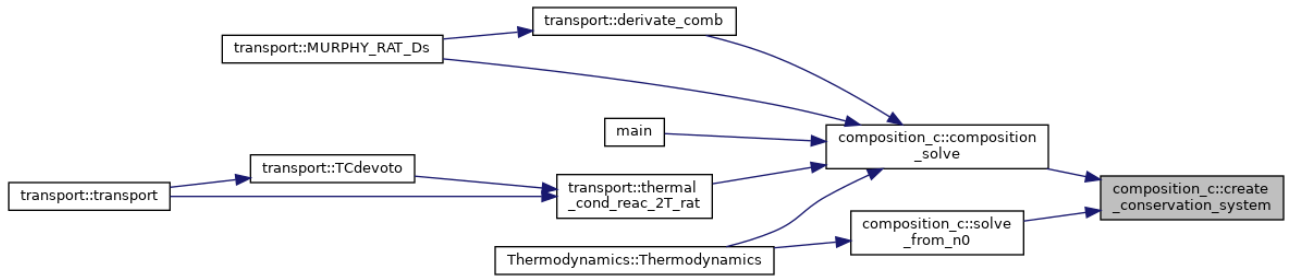 transport::derivate_comb
transport::MURPHY_RAT_Ds
main
composition_c::composition
_solve
transport::TCdevoto
transport::thermal
_cond_reac_2T_rat
transport::transport
composition_c::create
_conservation_system
composition_c::solve
_from_n0
Thermodynamics::Thermodynamics